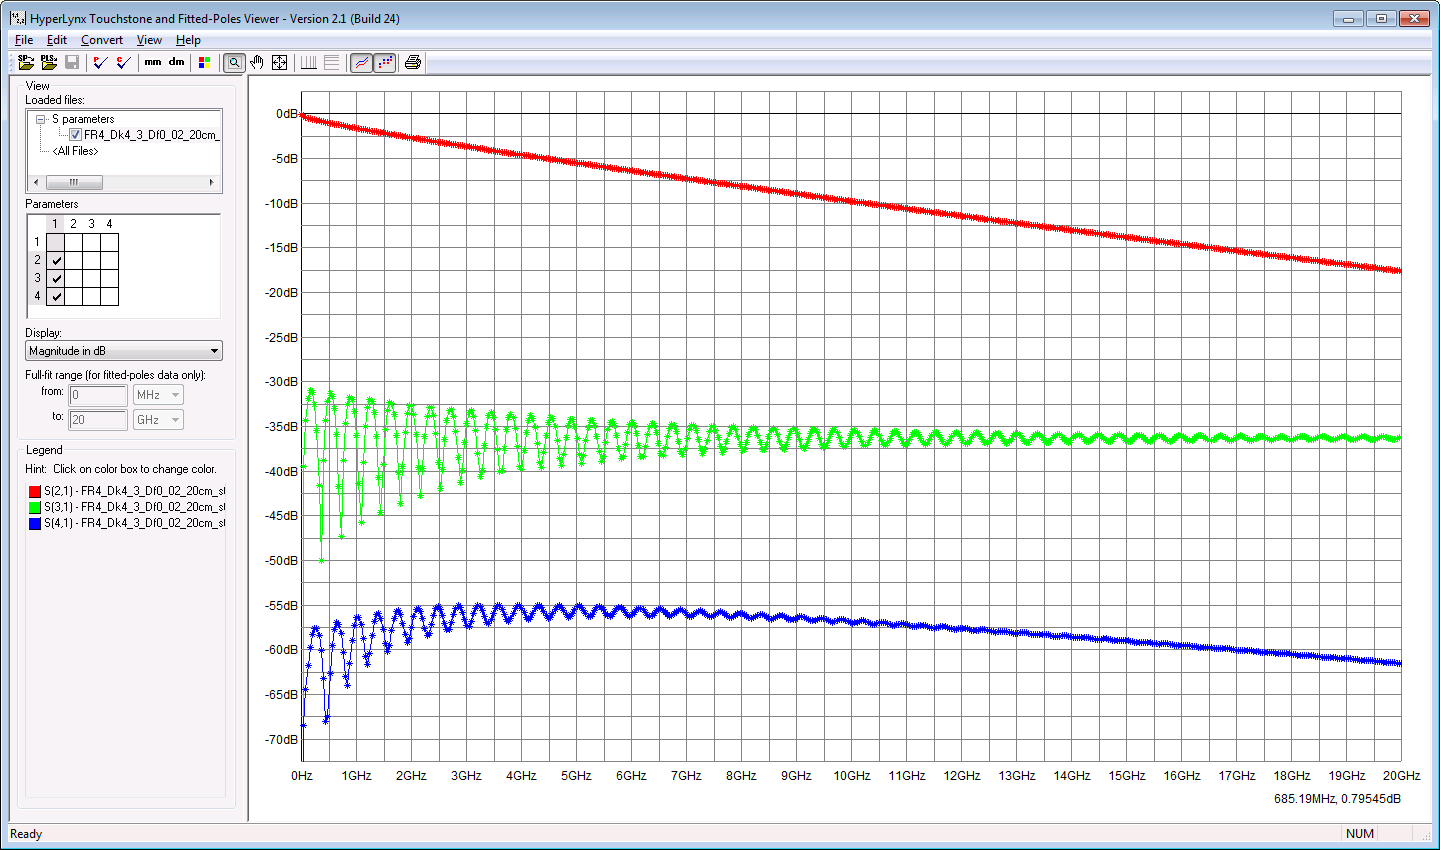 HyperLynx Touchstone and Fitted-Poles Viewer - Version 2.1 (Build 24)
File Edit Convert View Help
SP PLS P C mm dm
View
Loaded files:
S parameters
FR4_Dk4_3_Df0_02_20cm_
<All Files>
Parameters
1 2 3 4
1
2
3
4
Display:
Magnitude in dB
Full-fit range (for fitted-poles data only):
from: 0 MHz
to: 20 GHz
Legend
Hint: Click on color box to change color.
S(2,1) - FR4_Dk4_3_Df0_02_20cm_st
S(3,1) - FR4_Dk4_3_Df0_02_20cm_st
S(4,1) - FR4_Dk4_3_Df0_02_20cm_st
0dB
-5dB
-10dB
-15dB
-20dB
-25dB
-30dB
-35dB
-40dB
-45dB
-50dB
-55dB
-60dB
-65dB
-70dB
0Hz 1GHz 2GHz 3GHz 4GHz 5GHz 6GHz 7GHz 8GHz 9GHz 10GHz 11GHz 12GHz 13GHz 14GHz 15GHz 16GHz 17GHz 18GHz 19GHz 20GHz
685.19MHz, 0.79545dB
Ready
NUM